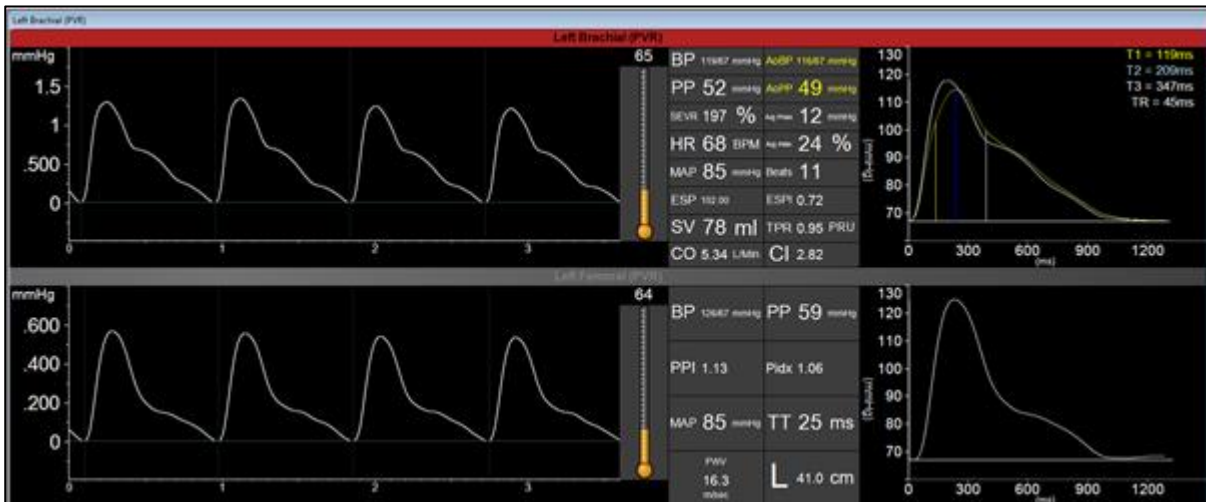 Left Brachial (PVR)
Left Brachial (PVR)
mmHg
1.5
1
.500
0
0 1 2 3
65
BP 119/67 mmHg AoBP 116/67 mmHg
PP 52 mmHg AoPP 49 mmHg
SEVR 197 % 12 mmHg
HR 68 BPM 24 %
MAP 85 mmHg Beats 11
ESP 102.00 ESPI 0.72
SV 78 ml TPR 0.95 PRU
CO 5.34 L/Min CI 2.82
130
120
110
100
90
80
70
(mmHg)
0 300 600 900 1200
(ms)
T1 = 119ms
T2 = 209ms
T3 = 347ms
TR = 45ms
Left Femoral (PVR)
mmHg
.600
.400
.200
0
0 1 2 3
64
BP 126/67 mmHg PP 59 mmHg
PPI 1.13 Pidx 1.06
MAP 85 mmHg TT 25 ms
PWV
16.3
m/sec
L 41.0 cm
130
120
110
100
90
80
70
(mmHg)
0 300 600 900 1200
(ms)